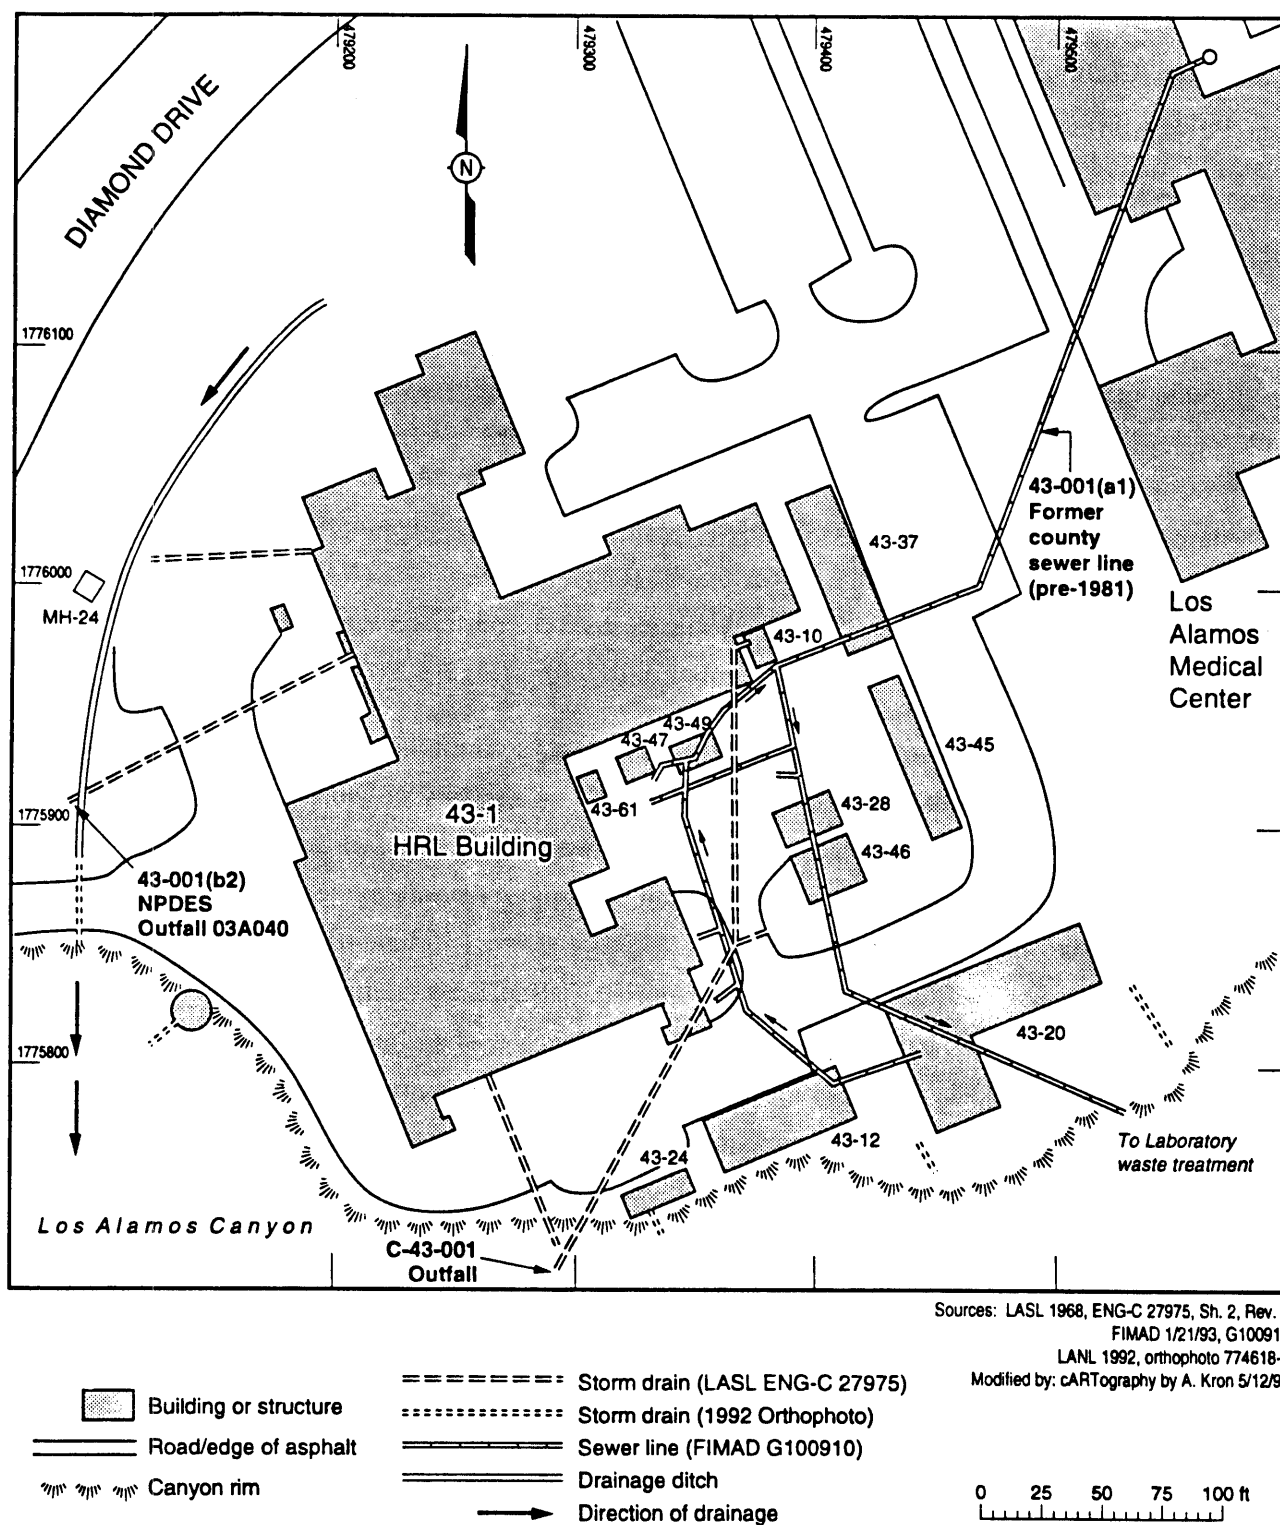 479200
479300
479400
479500
DIAMOND DRIVE
N
1776100
43-001(a1)
Former
county
sewer line
(pre-1981)
43-37
1776000
MH-24
Los
Alamos
Medical
Center
43-10
43-49
43-47
43-45
43-61
43-28
43-1
HRL Building
43-46
1775900
43-001(b2)
NPDES
Outfall 03A040
43-20
1775800
43-12
43-24
To Laboratory
waste treatment
Los Alamos Canyon
C-43-001
Outfall
Sources: LASL 1968, ENG-C 27975, Sh. 2, Rev.
FIMAD 1/21/93, G10091
LANL 1992, orthophoto 774618-
Modified by: cARTography by A. Kron 5/12/9
Building or structure
Road/edge of asphalt
Canyon rim
Storm drain (LASL ENG-C 27975)
Storm drain (1992 Orthophoto)
Sewer line (FIMAD G100910)
Drainage ditch
Direction of drainage
0 25 50 75 100 ft